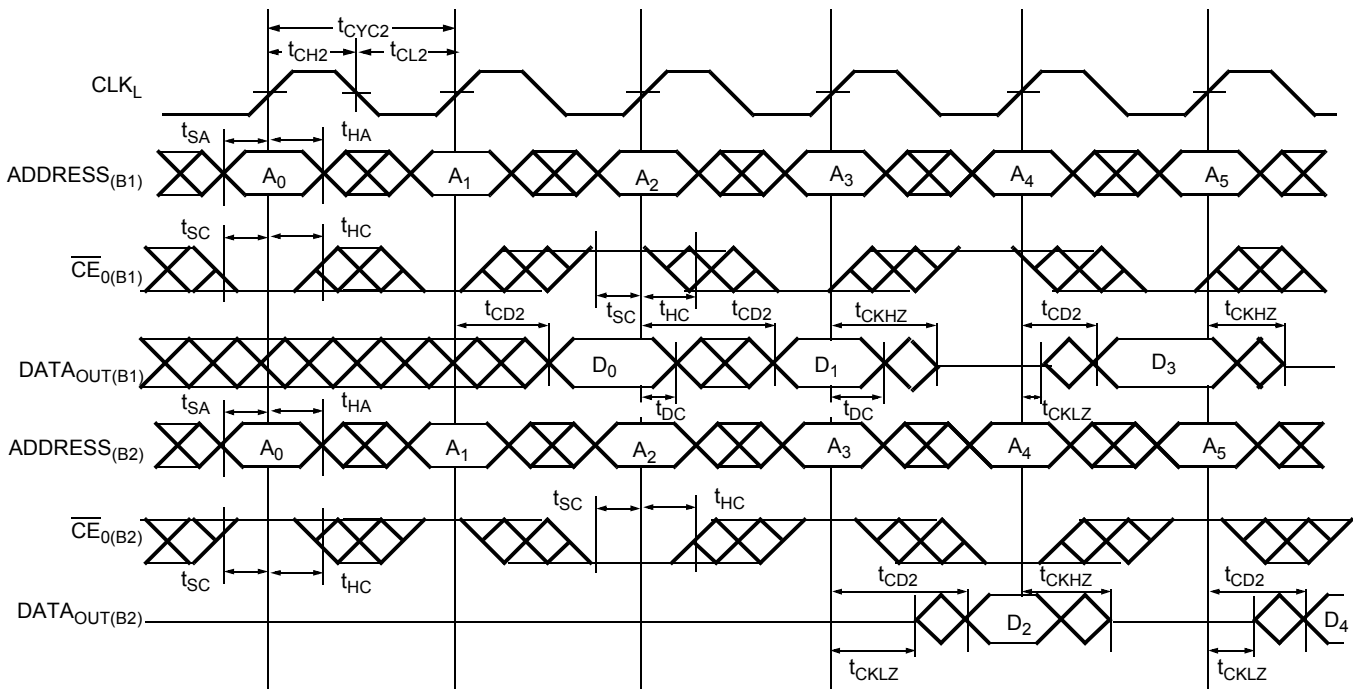 tCYC2
tCH2 tCL2
CLKL
tSA tHA
ADDRESS(B1) A0 A1 A2 A3 A4 A5
tSC tHC
CE0(B1)
tSC tHC
tCD2 tCD2 tCKHZ tCD2 tCKHZ
DATAOUT(B1) D0 D1 D3
tSA tHA tDC tDC tCKLZ
ADDRESS(B2) A0 A1 A2 A3 A4 A5
tSC tHC
CE0(B2)
tSC tHC tCD2 tCKHZ tCD2
DATAOUT(B2) D2 D4
tCKLZ tCKLZ